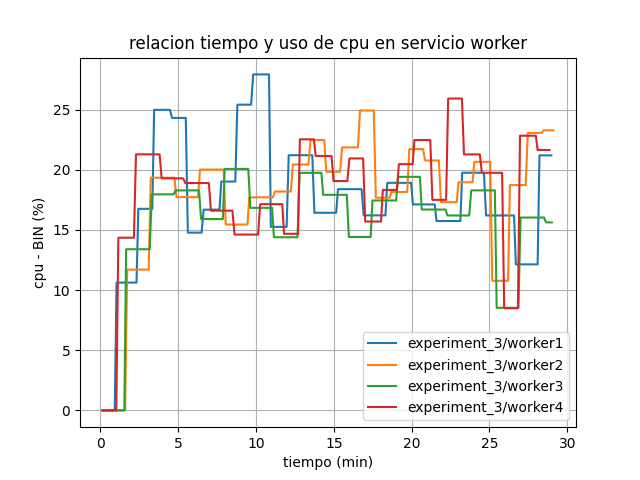 relacion tiempo y uso de cpu en servicio worker
cpu - BIN (%)
25
20
15
10
5
0
0 5 10 15 20 25 30
tiempo (min)
experiment_3/worker1
experiment_3/worker2
experiment_3/worker3
experiment_3/worker4